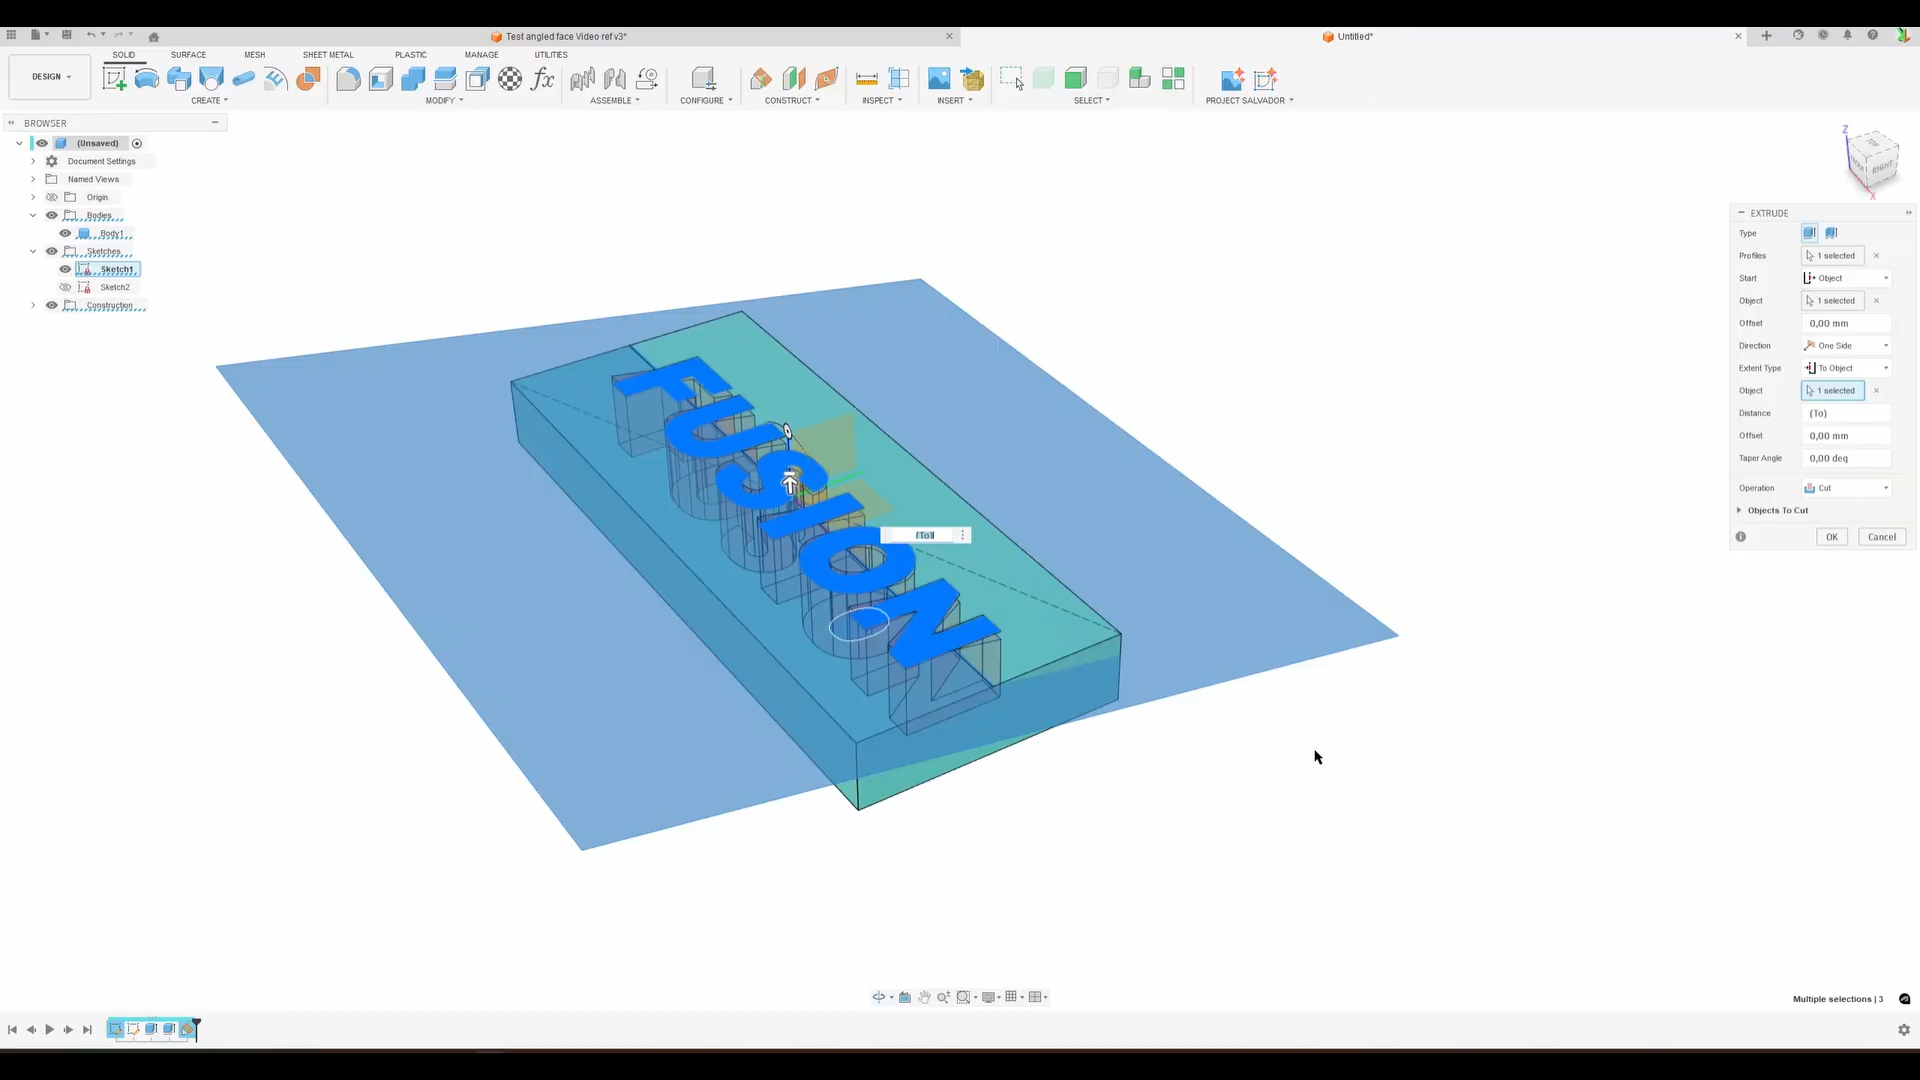 Test angled face Video ref v3*
Untitled*
DESIGN
SOLID SURFACE MESH SHEET METAL PLASTIC MANAGE UTILITIES
CREATE MODIFY ASSEMBLE CONFIGURE CONSTRUCT INSPECT INSERT SELECT PROJECT SALVADOR
BROWSER
(Unsaved)
Document Settings
Named Views
Origin
Bodies
Body1
Sketches
Sketch1
Sketch2
Construction
Z
TOP
RIGHT
X
EXTRUDE
Type
Profiles 1 selected
Start Object
Object 1 selected
Offset 0,00 mm
Direction One Side
Extent Type To Object
Object 1 selected
Distance (To)
Offset 0,00 mm
Taper Angle 0,00 deg
Operation Cut
Objects To Cut
OK Cancel
FUSION
(To)
Multiple selections | 3